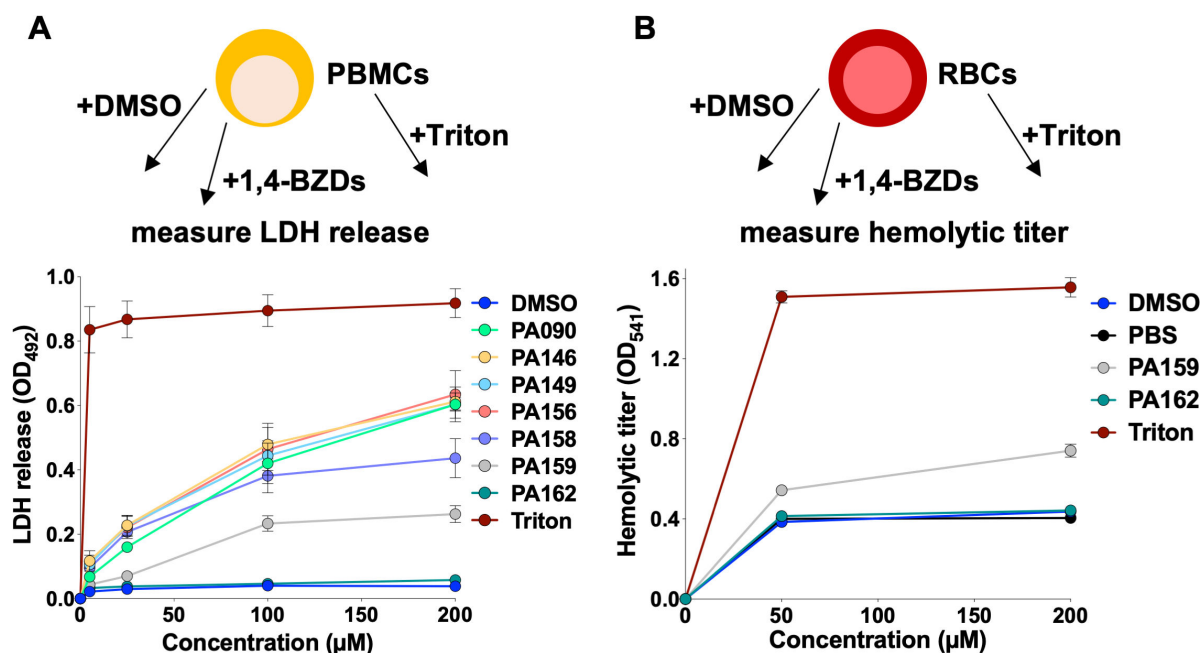 A
PBMCs
+DMSO
+Triton
+1,4-BZDs
measure LDH release
LDH release (OD492)
1.0
0.8
0.6
0.4
0.2
0.0
0
50
100
150
200
Concentration (µM)
DMSO
PA090
PA146
PA149
PA156
PA158
PA159
PA162
Triton
B
RBCs
+DMSO
+Triton
+1,4-BZDs
measure hemolytic titer
Hemolytic titer (OD541)
1.6
1.2
0.8
0.4
0.0
0
50
100
150
200
Concentration (µM)
DMSO
PBS
PA159
PA162
Triton